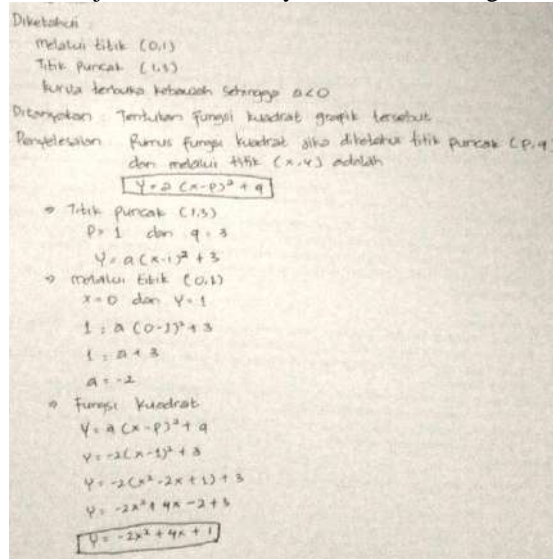 Diketahui :
Melalui titik (0,1)
Titik Puncak (1,3)
kurva terbuka kebawah sehingga a<0
Ditanyakan : Tentukan fungsi kuadrat grafik tersebut
Penyelesaian Rumus fungsi kuadrat jika diketahui titik puncak (p,q)
dan melalui titik (x,y) adalah
y = a (x-p)² + q
→ Titik puncak (1,3)
p = 1 dan q = 3
y = a (x-1)² + 3
→ melalui titik (0,1)
x = 0 dan y = 1
1 = a (0-1)² + 3
1 = a + 3
a = -2
→ Fungsi kuadrat
y = a (x-p)² + q
y = -2(x-1)² + 3
y = -2(x²-2x+1) + 3
y = -2x² + 4x - 2 + 3
y = -2x² + 4x + 1